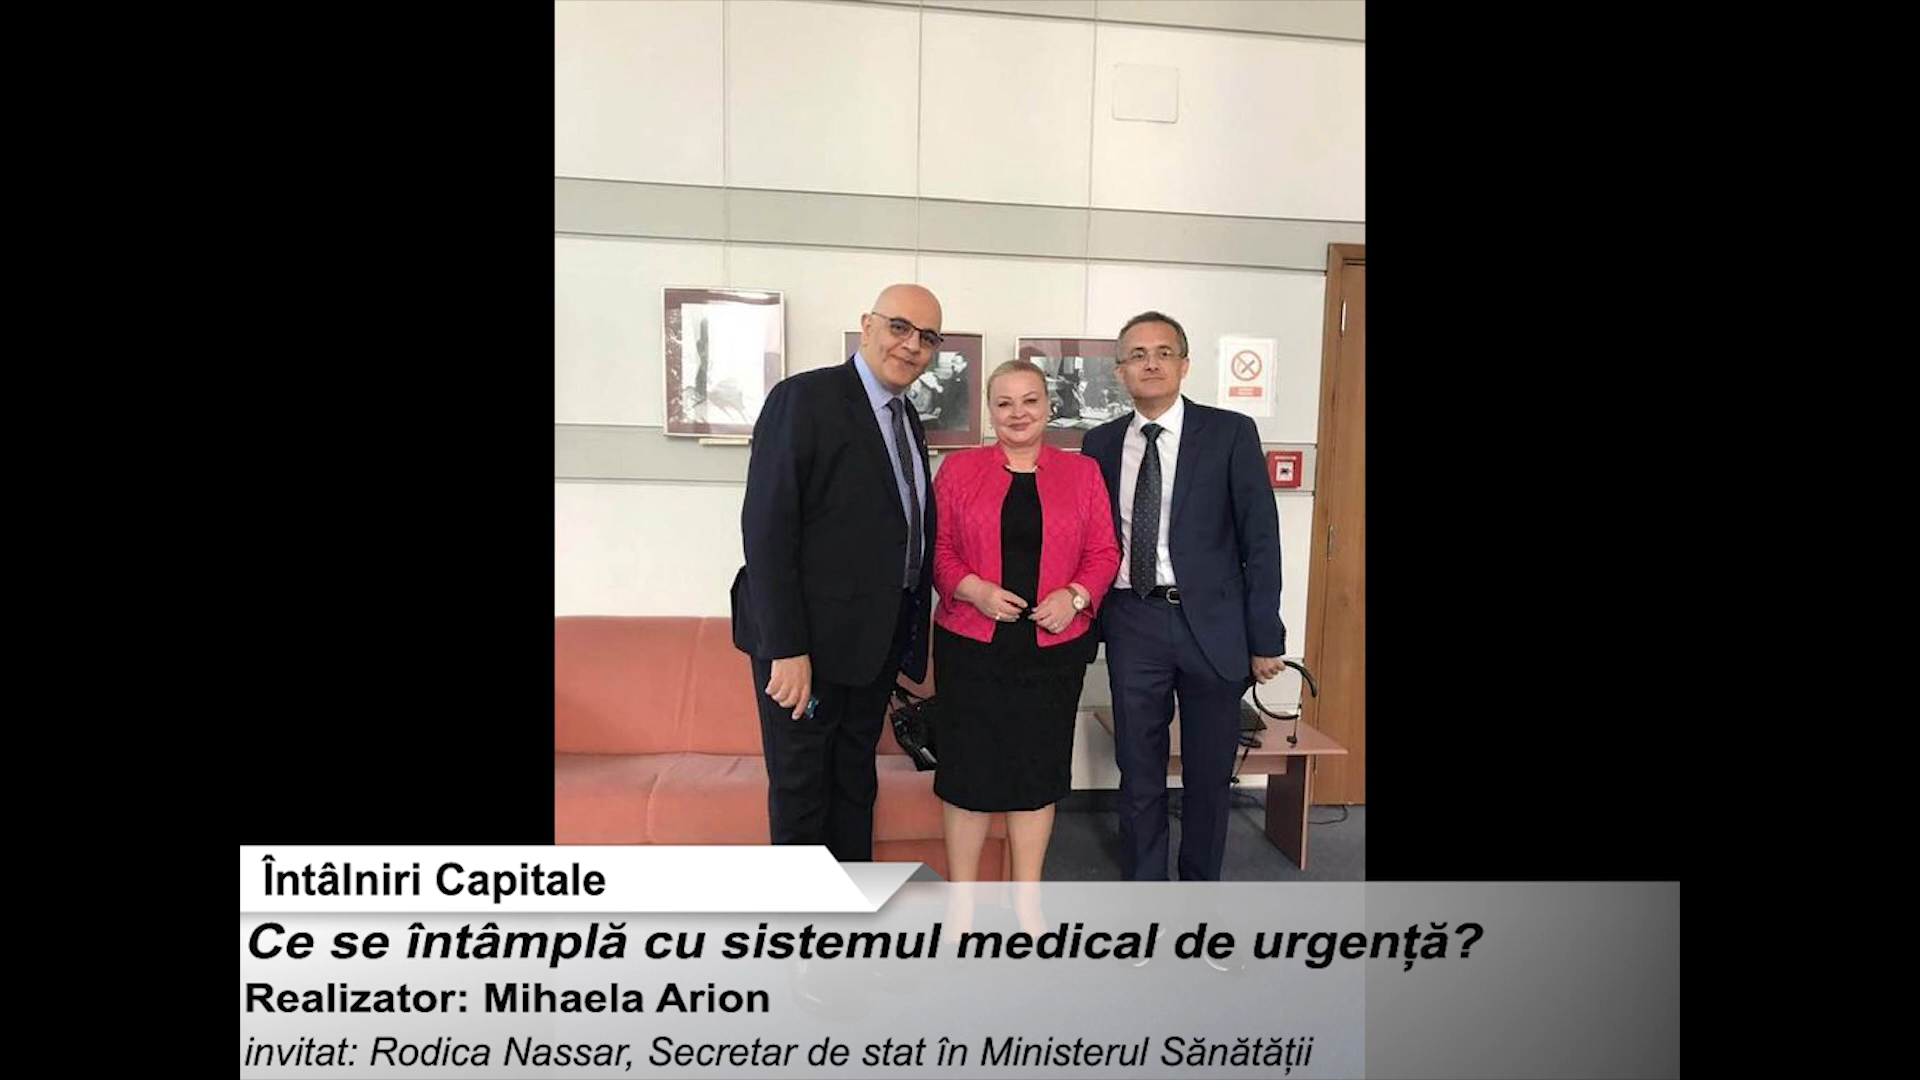 Întâlniri Capitale
Ce se întâmplă cu sistemul medical de urgență?
Realizator: Mihaela Arion
invitat: Rodica Nassar, Secretar de stat în Ministerul Sănătății